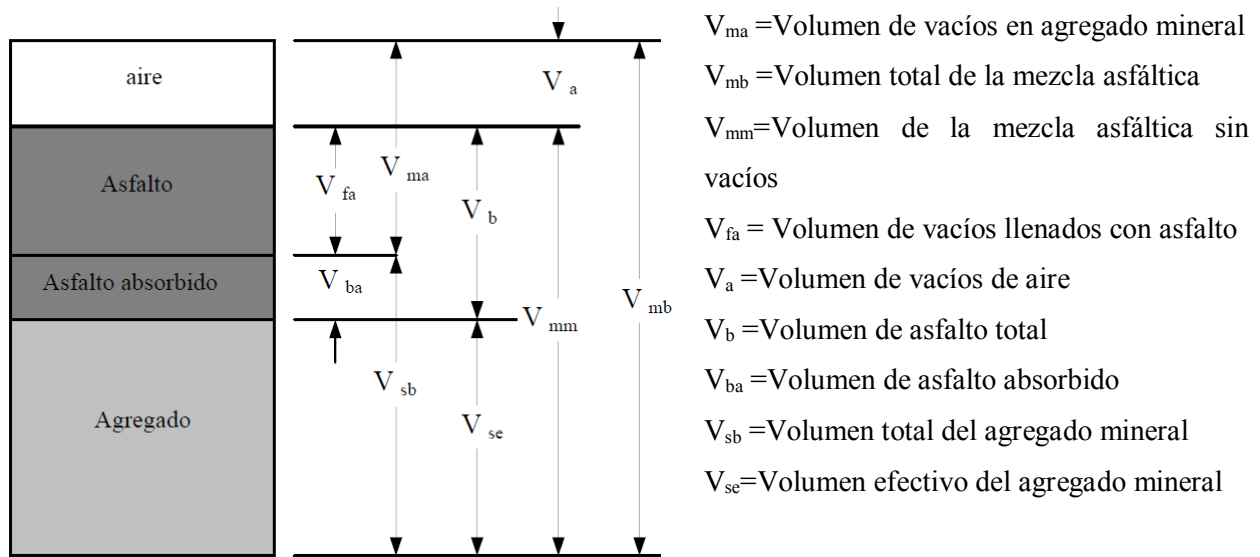 aire
Asfalto
Asfalto absorbido
Agregado
V a
V fa
V ma
V b
V ba
V mm
V mb
V sb
V se
Vma =Volumen de vacíos en agregado mineral
Vmb =Volumen total de la mezcla asfáltica
Vmm=Volumen de la mezcla asfáltica sin
vacíos
Vfa = Volumen de vacíos llenados con asfalto
Va =Volumen de vacíos de aire
Vb =Volumen de asfalto total
Vba =Volumen de asfalto absorbido
Vsb =Volumen total del agregado mineral
Vse=Volumen efectivo del agregado mineral